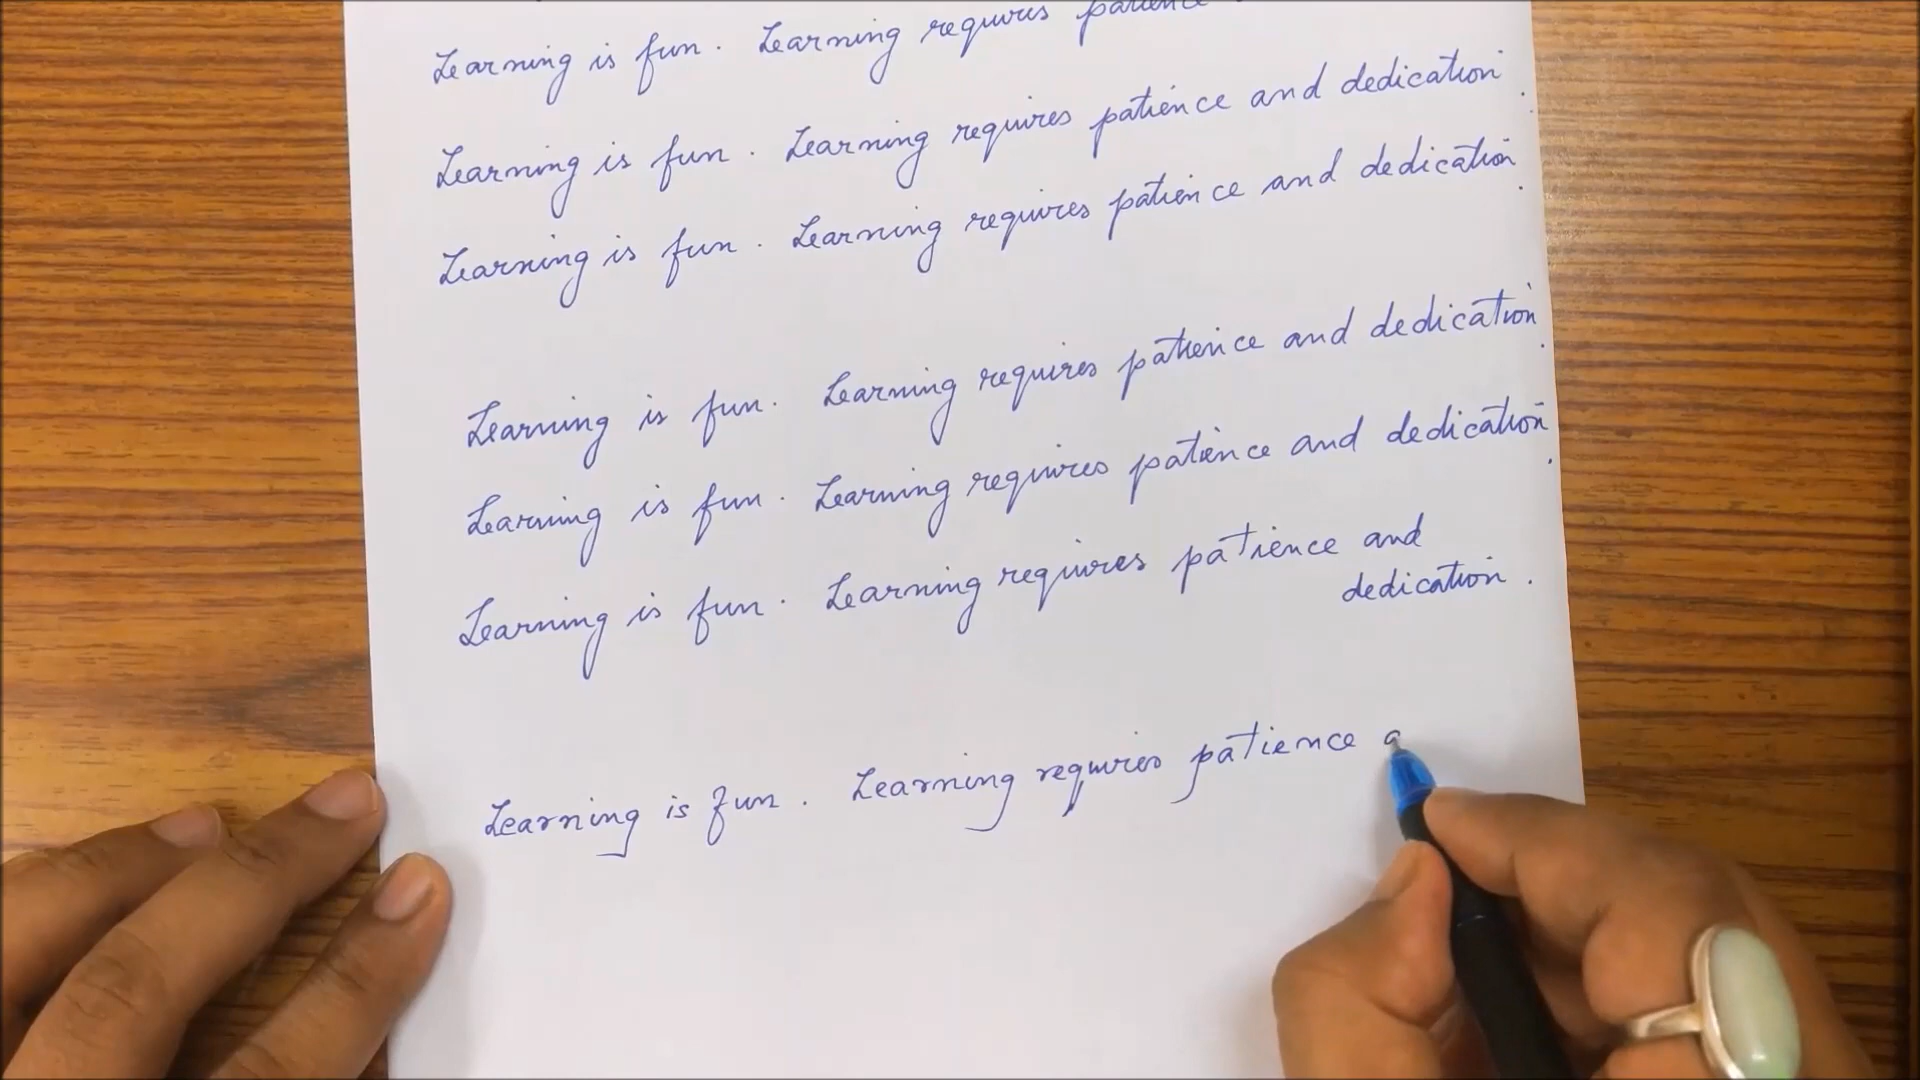 Learning is fun. Learning requires patience
Learning is fun. Learning requires patience and dedication.
Learning is fun. Learning requires patience and dedication.
Learning is fun. Learning requires patience and dedication.
Learning is fun. Learning requires patience and dedication.
Learning is fun. Learning requires patience and
dedication.
Learning is fun. Learning requires patience a